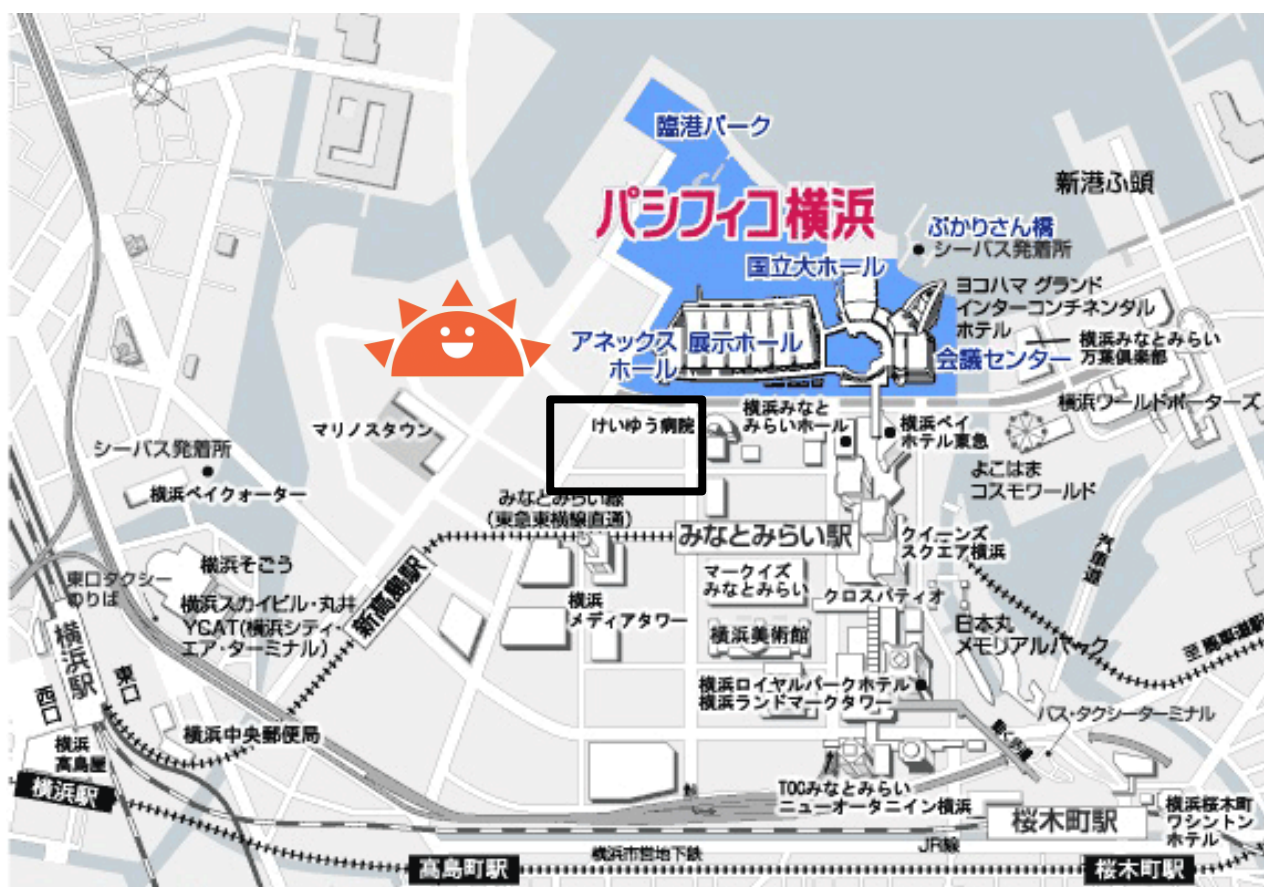 臨港パーク
パシフィコ横浜
新港ふ頭
ぷかりさん橋
シーバス発着所
国立大ホール
ヨコハマ グランド
インターコンチネンタル
ホテル
アネックス
ホール
展示ホール
会議センター
横浜みなとみらい
万葉倶楽部
けいゆう病院
横浜みなと
みらいホール
横浜ベイ
ホテル東急
横浜ワールドポーターズ
マリノスタウン
シーバス発着所
横浜ベイクォーター
よこはま
コスモワールド
みなとみらい線
(東急東横線直通)
みなとみらい駅
クイーンズ
スクエア横浜
汽車道
横浜そごう
東口タクシー
のりば
新高島駅
マークイズ
みなとみらい
クロスパティオ
横浜スカイビル・丸井
YCAT(横浜シティ・
エア・ターミナル)
横浜
メディアタワー
横浜美術館
日本丸
メモリアルパーク
至馬車道駅
横浜駅
東口
西口
横浜ロイヤルパークホテル
横浜ランドマークタワー
バス・タクシーターミナル
動く歩道
横浜中央郵便局
横浜
高島屋
横浜駅
TOCみなとみらい
ニューオータニイン横浜
桜木町駅
横浜桜木町
ワシントン
ホテル
JR線
横浜市営地下鉄
高島町駅
桜木町駅